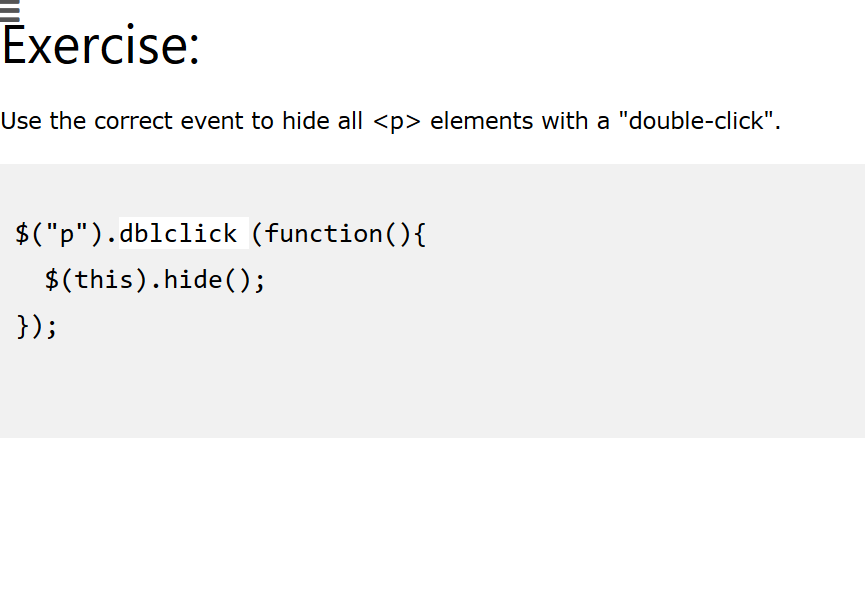 Exercise:
Use the correct event to hide all <p> elements with a "double-click".
$("p").dblclick (function(){
  $(this).hide();
});